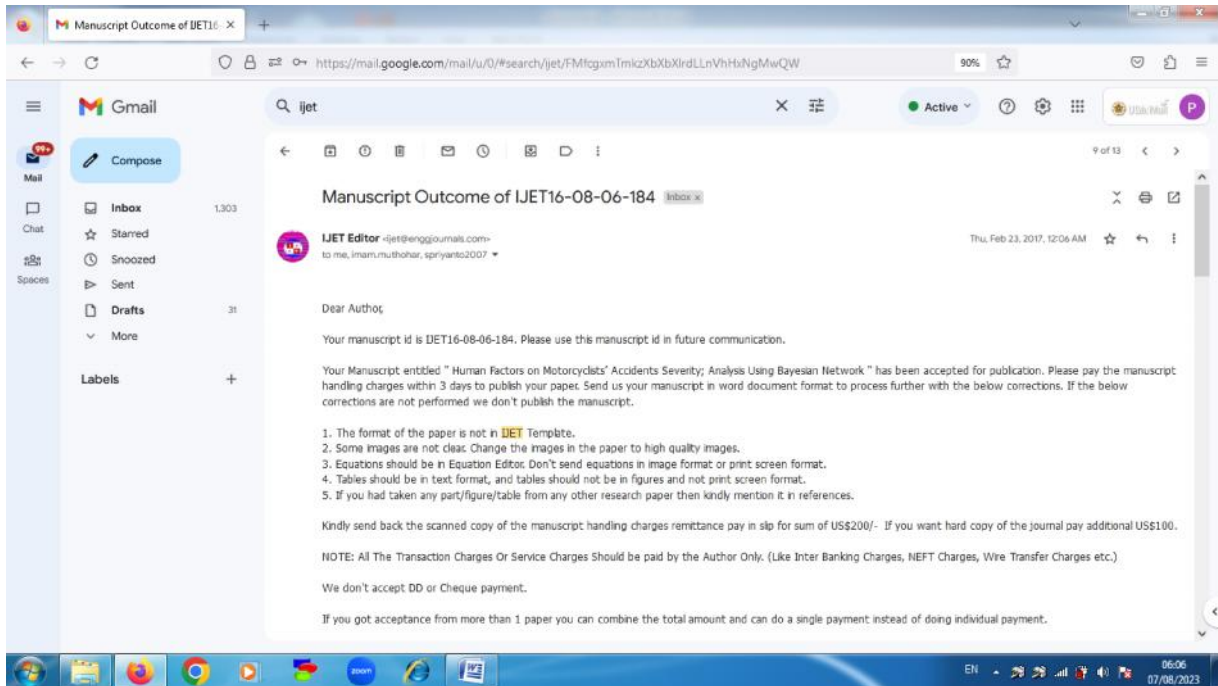 Manuscript Outcome of IJET16-
https://mail.google.com/mail/u/0/#search/ijet/FMfcgxmTmkzXbXbXlrdLLnVhHxNgMwQW
90%
Gmail
ijet
Active
P
99+
Mail
Compose
9 of 13
Chat
Spaces
Inbox 1,303
Starred
Snoozed
Sent
Drafts 31
More
Labels
Manuscript Outcome of IJET16-08-06-184 Inbox x
IJET Editor <ijet@enggjournals.com>
Thu, Feb 23, 2017, 12:06 AM
to me, imam.muthohar, spriyanto2007
Dear Author,
Your manuscript id is IJET16-08-06-184. Please use this manuscript id in future communication.
Your Manuscript entitled " Human Factors on Motorcyclists' Accidents Severity; Analysis Using Bayesian Network " has been accepted for publication. Please pay the manuscript
handling charges within 3 days to publish your paper. Send us your manuscript in word document format to process further with the below corrections. If the below
corrections are not performed we don't publish the manuscript.
1. The format of the paper is not in IJET Template.
2. Some images are not clear. Change the images in the paper to high quality images.
3. Equations should be in Equation Editor. Don't send equations in image format or print screen format.
4. Tables should be in text format, and tables should not be in figures and not print screen format.
5. If you had taken any part/figure/table from any other research paper then kindly mention it in references.
Kindly send back the scanned copy of the manuscript handling charges remittance pay in slip for sum of US$200/- If you want hard copy of the journal pay additional US$100.
NOTE: All The Transaction Charges Or Service Charges Should be paid by the Author Only. (Like Inter Banking Charges, NEFT Charges, Wire Transfer Charges etc.)
We don't accept DD or Cheque payment.
If you got acceptance from more than 1 paper you can combine the total amount and can do a single payment instead of doing individual payment.
zoom
EN
06:06
07/08/2023